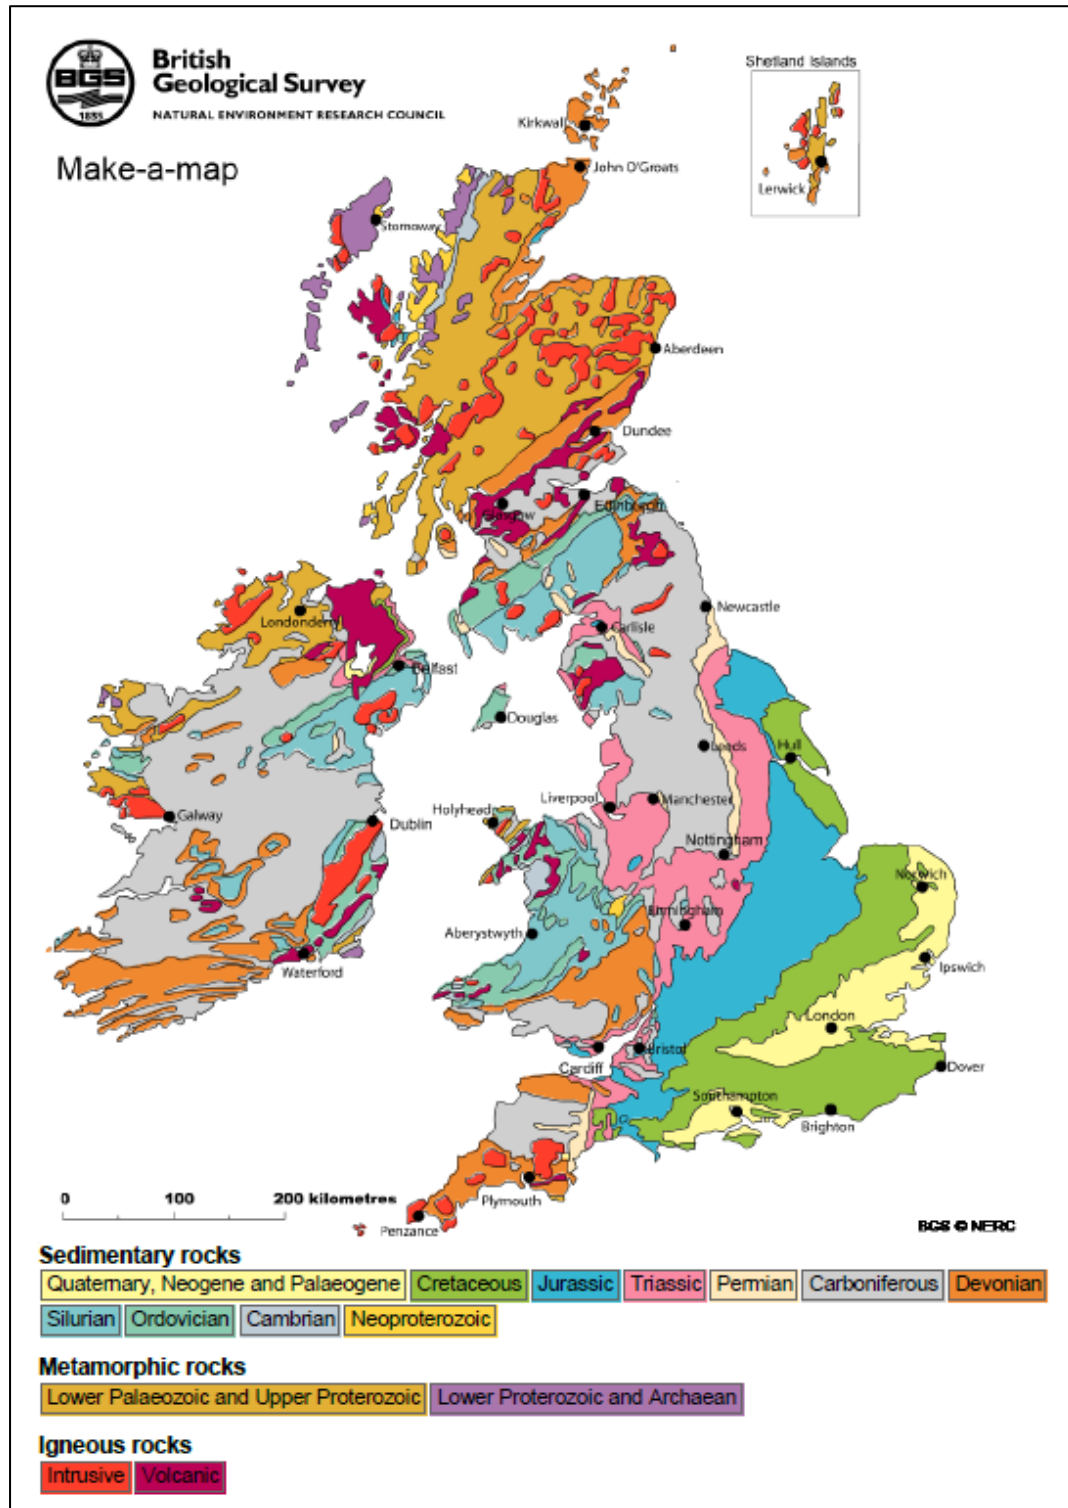 British
Geological Survey
NATURAL ENVIRONMENT RESEARCH COUNCIL
BGS
1835
Make-a-map
Shetland Islands
Lerwick
Kirkwall
John O'Groats
Stornoway
Aberdeen
Dundee
Edinburgh
Glasgow
Londonderry
Newcastle
Carlisle
Belfast
Douglas
Leeds
Hull
Liverpool
Manchester
Holyhead
Galway
Dublin
Nottingham
Norwich
Birmingham
Aberystwyth
Waterford
Ipswich
London
Bristol
Cardiff
Dover
Southampton
Brighton
Plymouth
Penzance
0 100 200 kilometres
BGS © NERC
Sedimentary rocks
Quaternary, Neogene and Palaeogene Cretaceous Jurassic Triassic Permian Carboniferous Devonian
Silurian Ordovician Cambrian Neoproterozoic
Metamorphic rocks
Lower Palaeozoic and Upper Proterozoic Lower Proterozoic and Archaean
Igneous rocks
Intrusive Volcanic